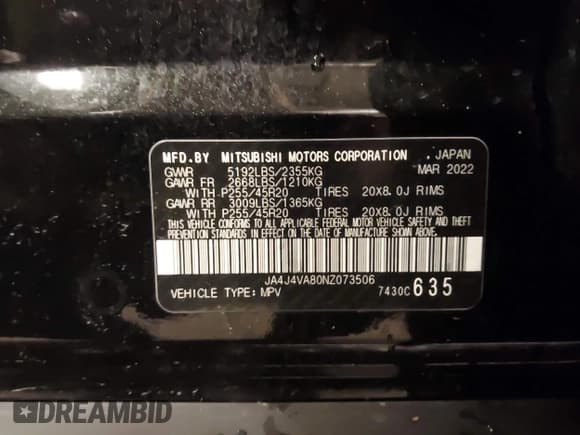 MFD.BY MITSUBISHI MOTORS CORPORATION . JAPAN
GVWR 5192LBS/2355KG MAR 2022
GAWR FR 2668LBS/1210KG
WITH P255/45R20 TIRES 20X8.0J RIMS
GAWR RR 3009LBS/1365KG
WITH P255/45R20 TIRES 20X8.0J RIMS
THIS VEHICLE CONFORMS TO ALL APPLICABLE FEDERAL MOTOR VEHICLE SAFETY AND THEFT
PREVENTION STANDARDS IN EFFECT ON THE DATE OF MANUFACTURE SHOWN ABOVE.
JA4J4VA80NZ073506
VEHICLE TYPE: MPV 7430C 635
DREAMBID